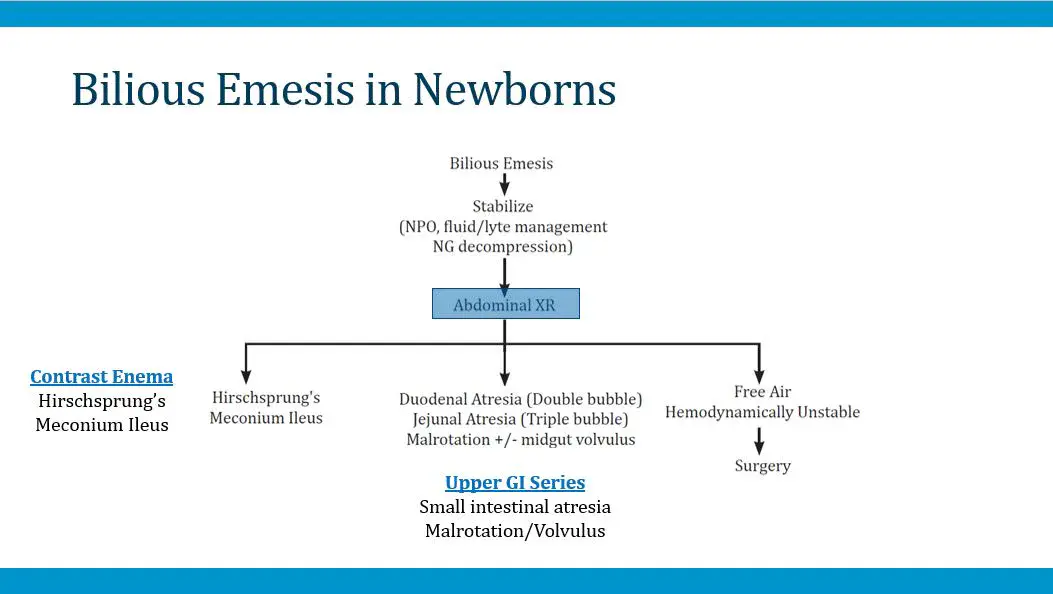 Bilious Emesis in Newborns
Bilious Emesis
Stabilize
(NPO, fluid/lyte management
NG decompression)
Abdominal XR
Contrast Enema
Hirschsprung’s
Meconium Ileus
Hirschsprung's
Meconium Ileus
Duodenal Atresia (Double bubble)
Jejunal Atresia (Triple bubble)
Malrotation +/- midgut volvulus
Free Air
Hemodynamically Unstable
Surgery
Upper GI Series
Small intestinal atresia
Malrotation/Volvulus